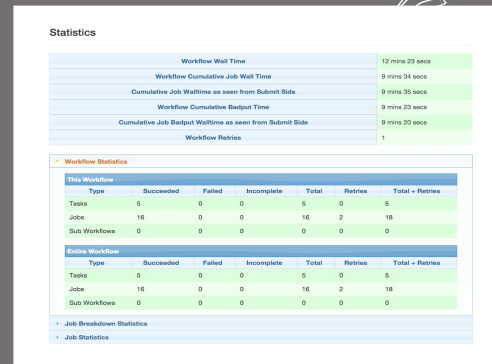 Statistics
Workflow Wall Time 12 mins 23 secs
Workflow Cumulative Job Wall Time 9 mins 34 secs
Cumulative Job Walltime as seen from Submit Side 9 mins 35 secs
Workflow Cumulative Badput Time 9 mins 23 secs
Cumulative Job Badput Walltime as seen from Submit Side 9 mins 20 secs
Workflow Retries 1
Workflow Statistics
This Workflow
Type Succeeded Failed Incomplete Total Retries Total + Retries
Tasks 5 0 0 5 0 5
Jobs 16 0 0 16 2 18
Sub Workflows 0 0 0 0 0 0
Entire Workflow
Type Succeeded Failed Incomplete Total Retries Total + Retries
Tasks 5 0 0 5 0 5
Jobs 16 0 0 16 2 18
Sub Workflows 0 0 0 0 0 0
Job Breakdown Statistics
Job Statistics